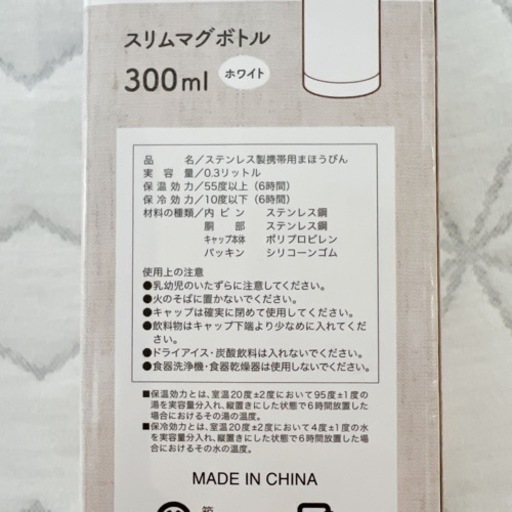 スリムマグボトル
300ml ホワイト
品名／ステンレス製携帯用まほうびん
実容量／0.3リットル
保温効力／55度以上（6時間）
保冷効力／10度以下（6時間）
材料の種類／内ビン ステンレス鋼
胴部 ステンレス鋼
キャップ本体 ポリプロピレン
パッキン シリコーンゴム
使用上の注意
●乳幼児のいたずらに注意してください。
●火のそばに置かないでください。
●キャップは確実に閉めて使用してください。
●飲料物はキャップ下端より少なめに入れてくだ
さい。
●ドライアイス・炭酸飲料は入れないでください。
●食器洗浄機・食器乾燥器は使用しないでください。
■保温効力とは、室温20度±2度において95度±1度の
湯を実容量分入れ、縦置きにした状態で6時間放置した
場合におけるその湯の温度。
■保冷効力とは、室温20度±2度において4度±1度の水
を実容量分入れ、縦置きにした状態で6時間放置した場
合におけるその水の温度。
MADE IN CHINA